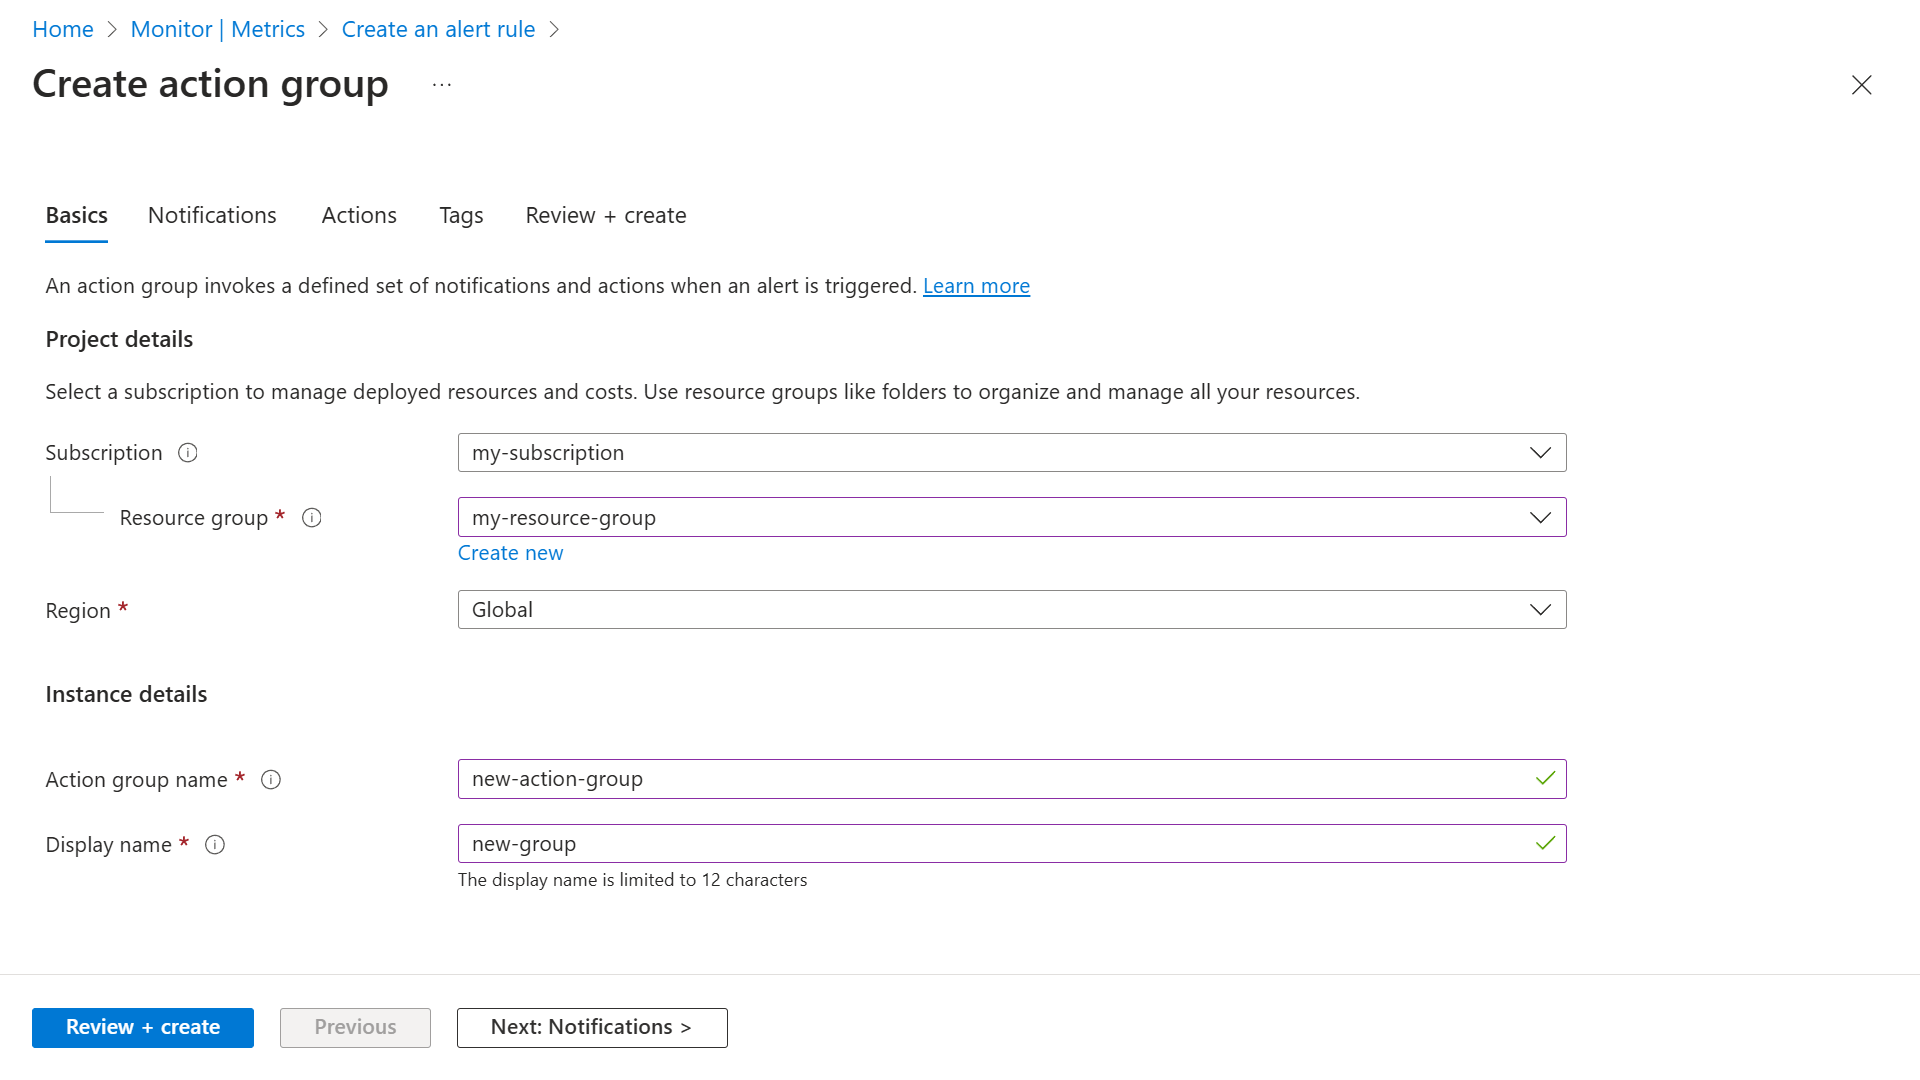 Home > Monitor | Metrics > Create an alert rule >
Create action group ...
Basics Notifications Actions Tags Review + create
An action group invokes a defined set of notifications and actions when an alert is triggered. Learn more
Project details
Select a subscription to manage deployed resources and costs. Use resource groups like folders to organize and manage all your resources.
Subscription my-subscription
Resource group * my-resource-group
Create new
Region * Global
Instance details
Action group name * new-action-group
Display name * new-group
The display name is limited to 12 characters
Review + create Previous Next: Notifications >